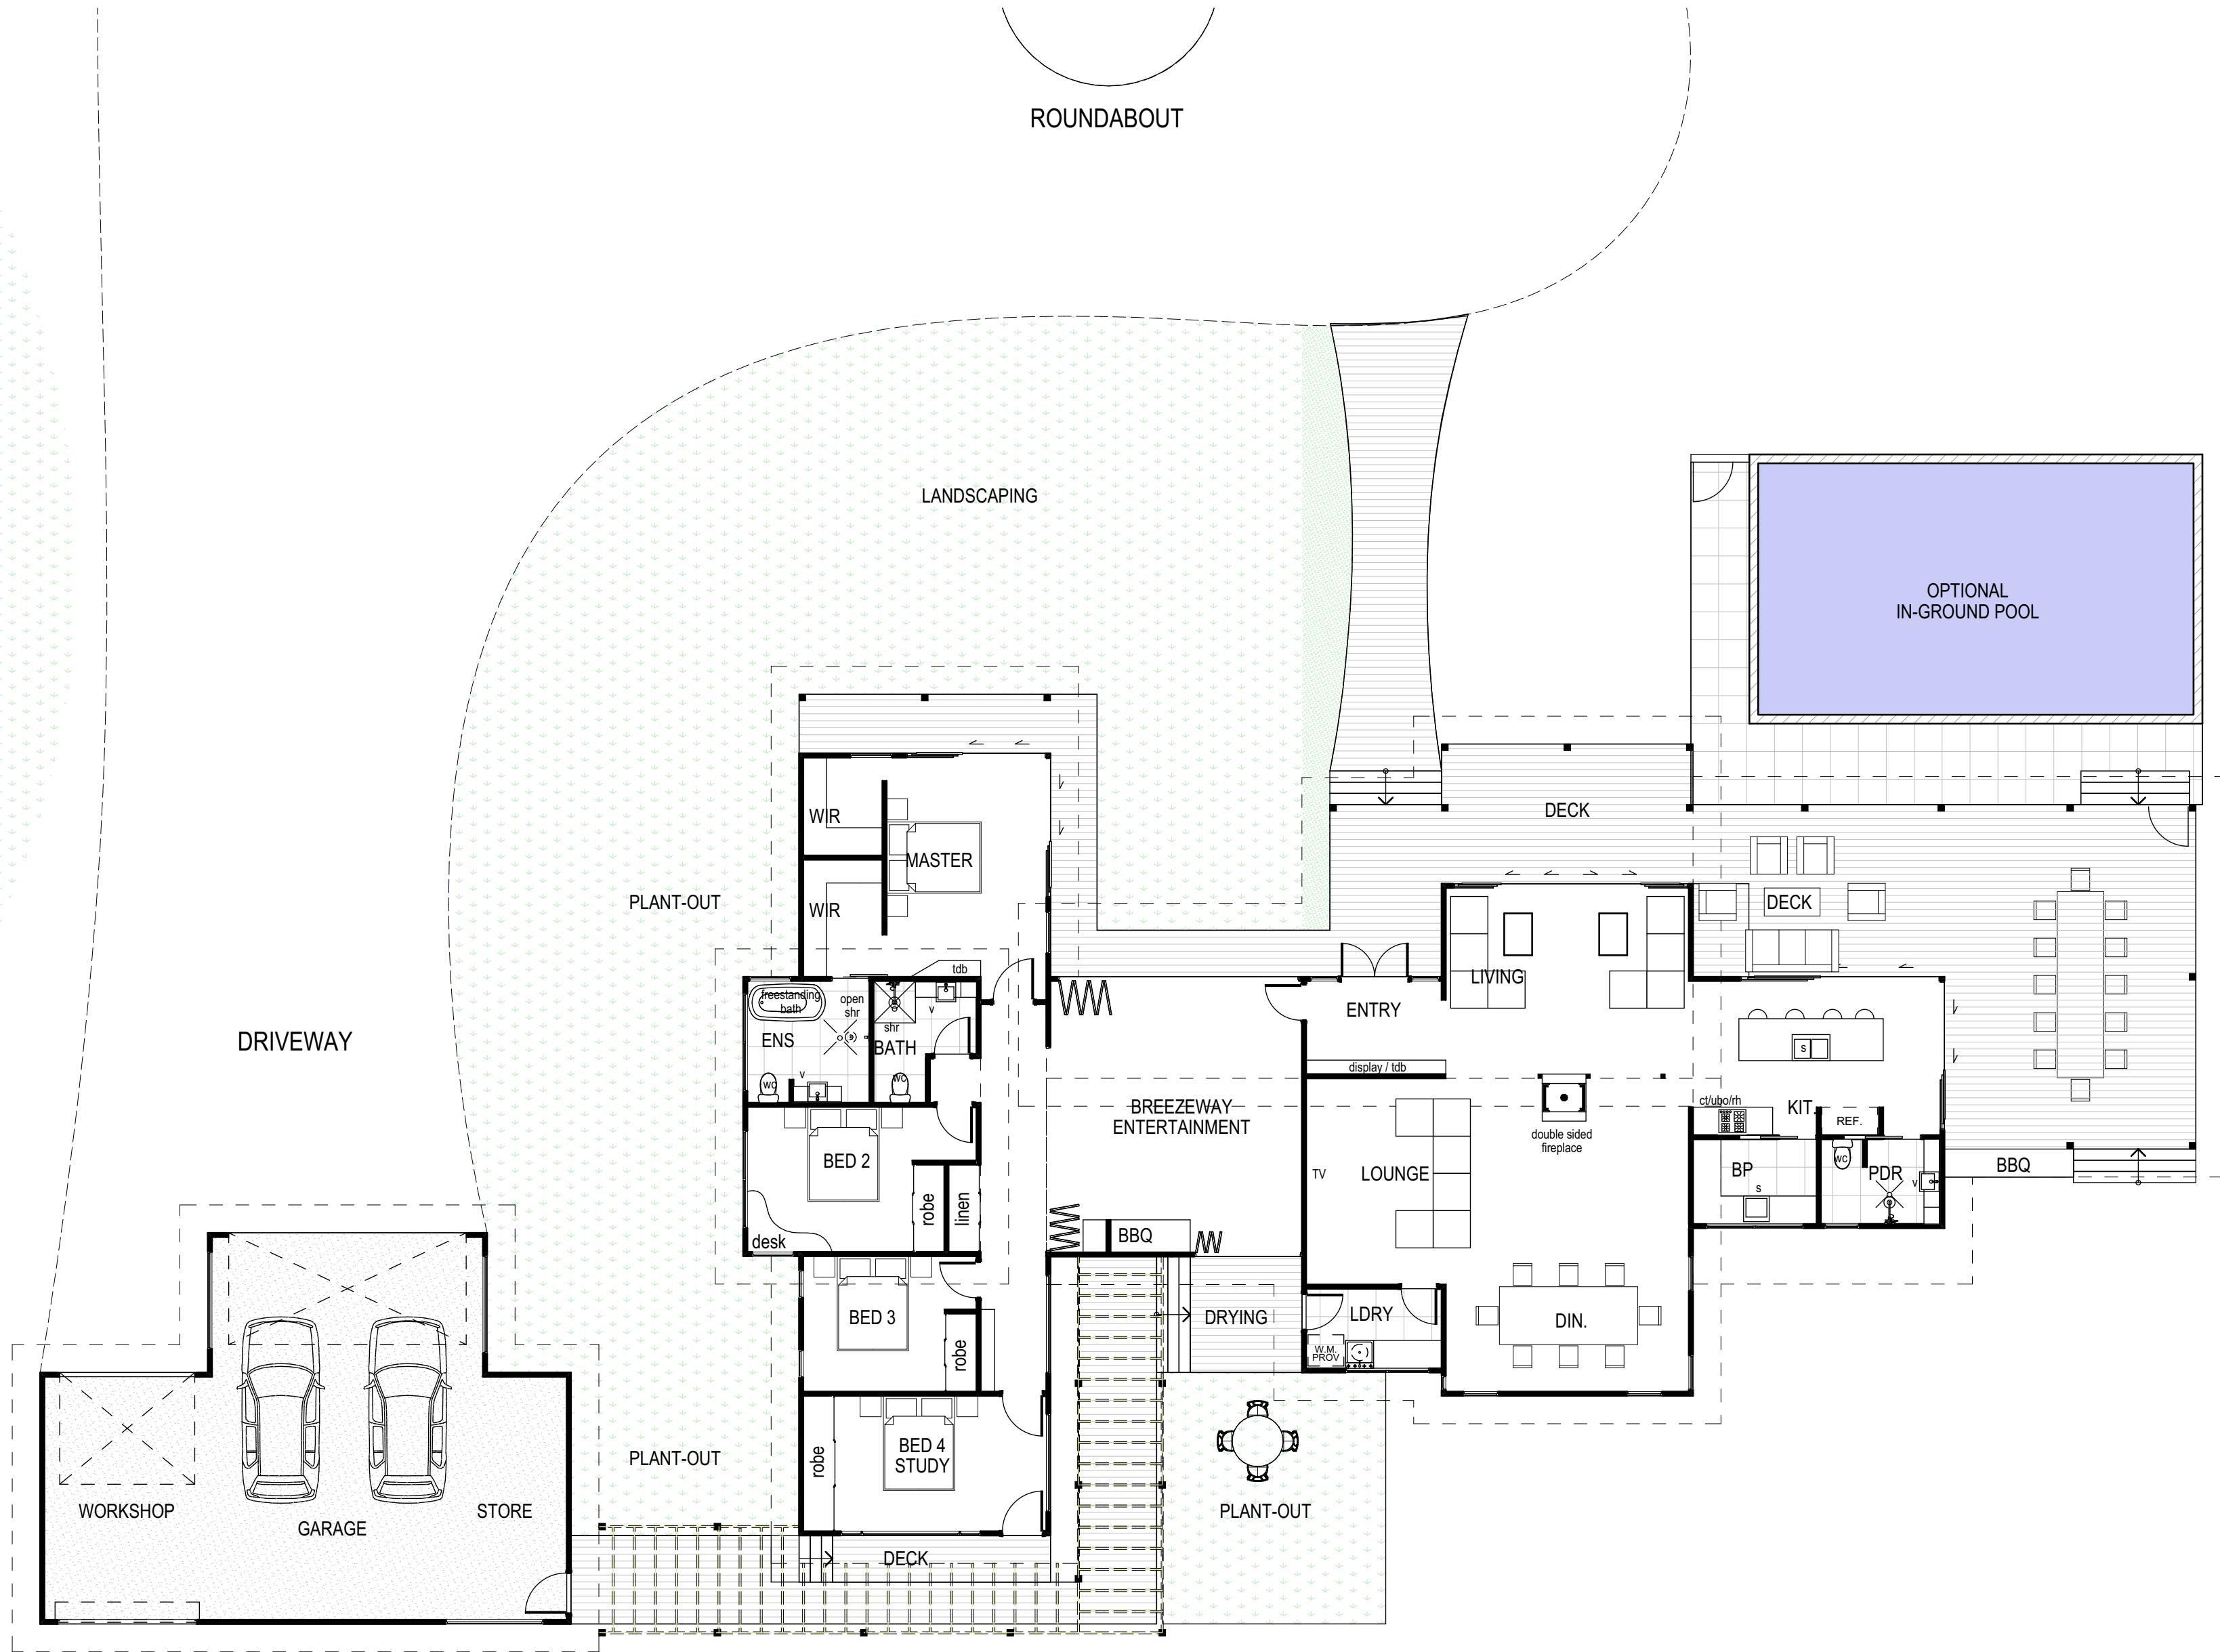 ROUNDABOUT
LANDSCAPING
OPTIONAL
IN-GROUND POOL
DECK
WIR
MASTER
WIR
PLANT-OUT
DECK
tdb
LIVING
freestanding
bath
open
shr
v
ENTRY
shr
ENS
BATH
DRIVEWAY
s
display / tdb
v
wc
wc
BREEZEWAY
ENTERTAINMENT
ct/ubo/rh
KIT.
REF.
double sided
fireplace
BED 2
TV
LOUNGE
BP
s
wc
PDR
v
BBQ
robe
linen
desk
BBQ
BED 3
robe
DRYING
LDRY
W.M.
PROV
DIN.
BED 4
STUDY
robe
PLANT-OUT
WORKSHOP
GARAGE
STORE
PLANT-OUT
DECK